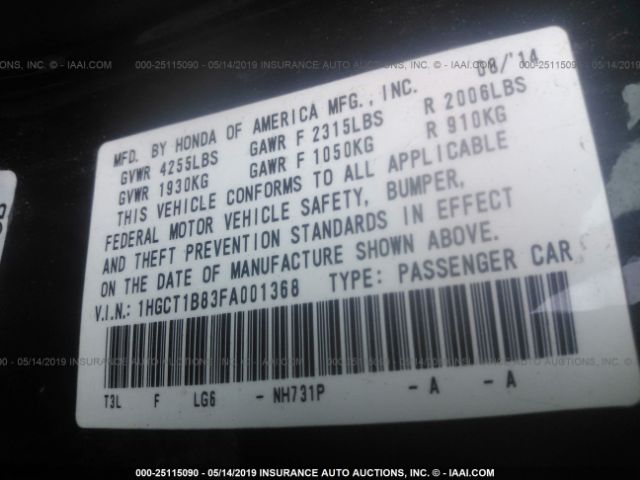 000-25115090 - 05/14/2019 INSURANCE AUTO AUCTIONS, INC. - IAAI.COM
MFD. BY HONDA OF AMERICA MFG., INC. 08/'14
GVWR 4255LBS GAWR F 2315LBS R 2006LBS
GVWR 1930KG GAWR F 1050KG R 910KG
THIS VEHICLE CONFORMS TO ALL APPLICABLE
FEDERAL MOTOR VEHICLE SAFETY, BUMPER,
AND THEFT PREVENTION STANDARDS IN EFFECT
ON THE DATE OF MANUFACTURE SHOWN ABOVE.
V.I.N.: 1HGCT1B83FA001368 TYPE: PASSENGER CAR
T3L F LG6 - NH731P - A - A
000-25115090 - 05/14/2019 INSURANCE AUTO AUCTIONS, INC. - IAAI.COM